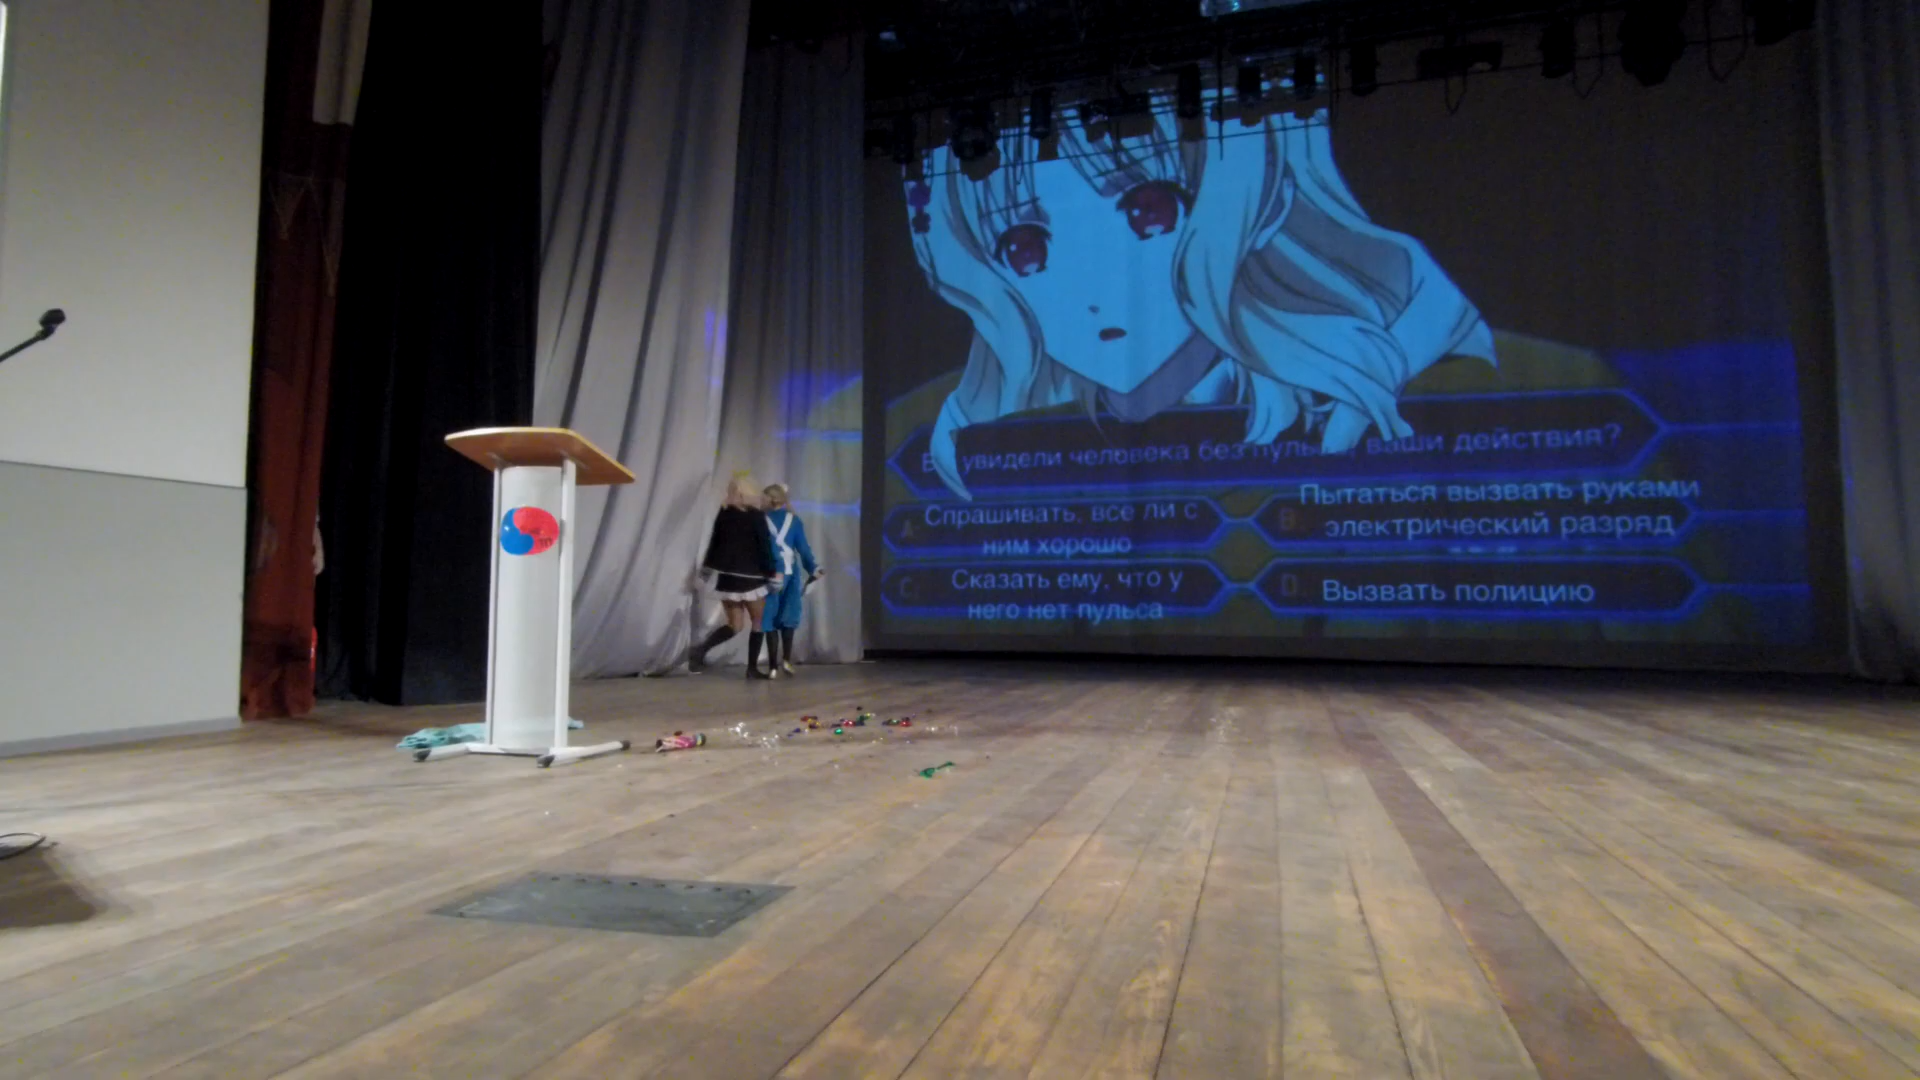 увидели человека без ваши действия?
A: Спрашивать, все ли с
ним хорошо
B: Пытаться вызвать руками
электрический разряд
C: Сказать ему, что у
него нет пульса
D: Вызвать полицию